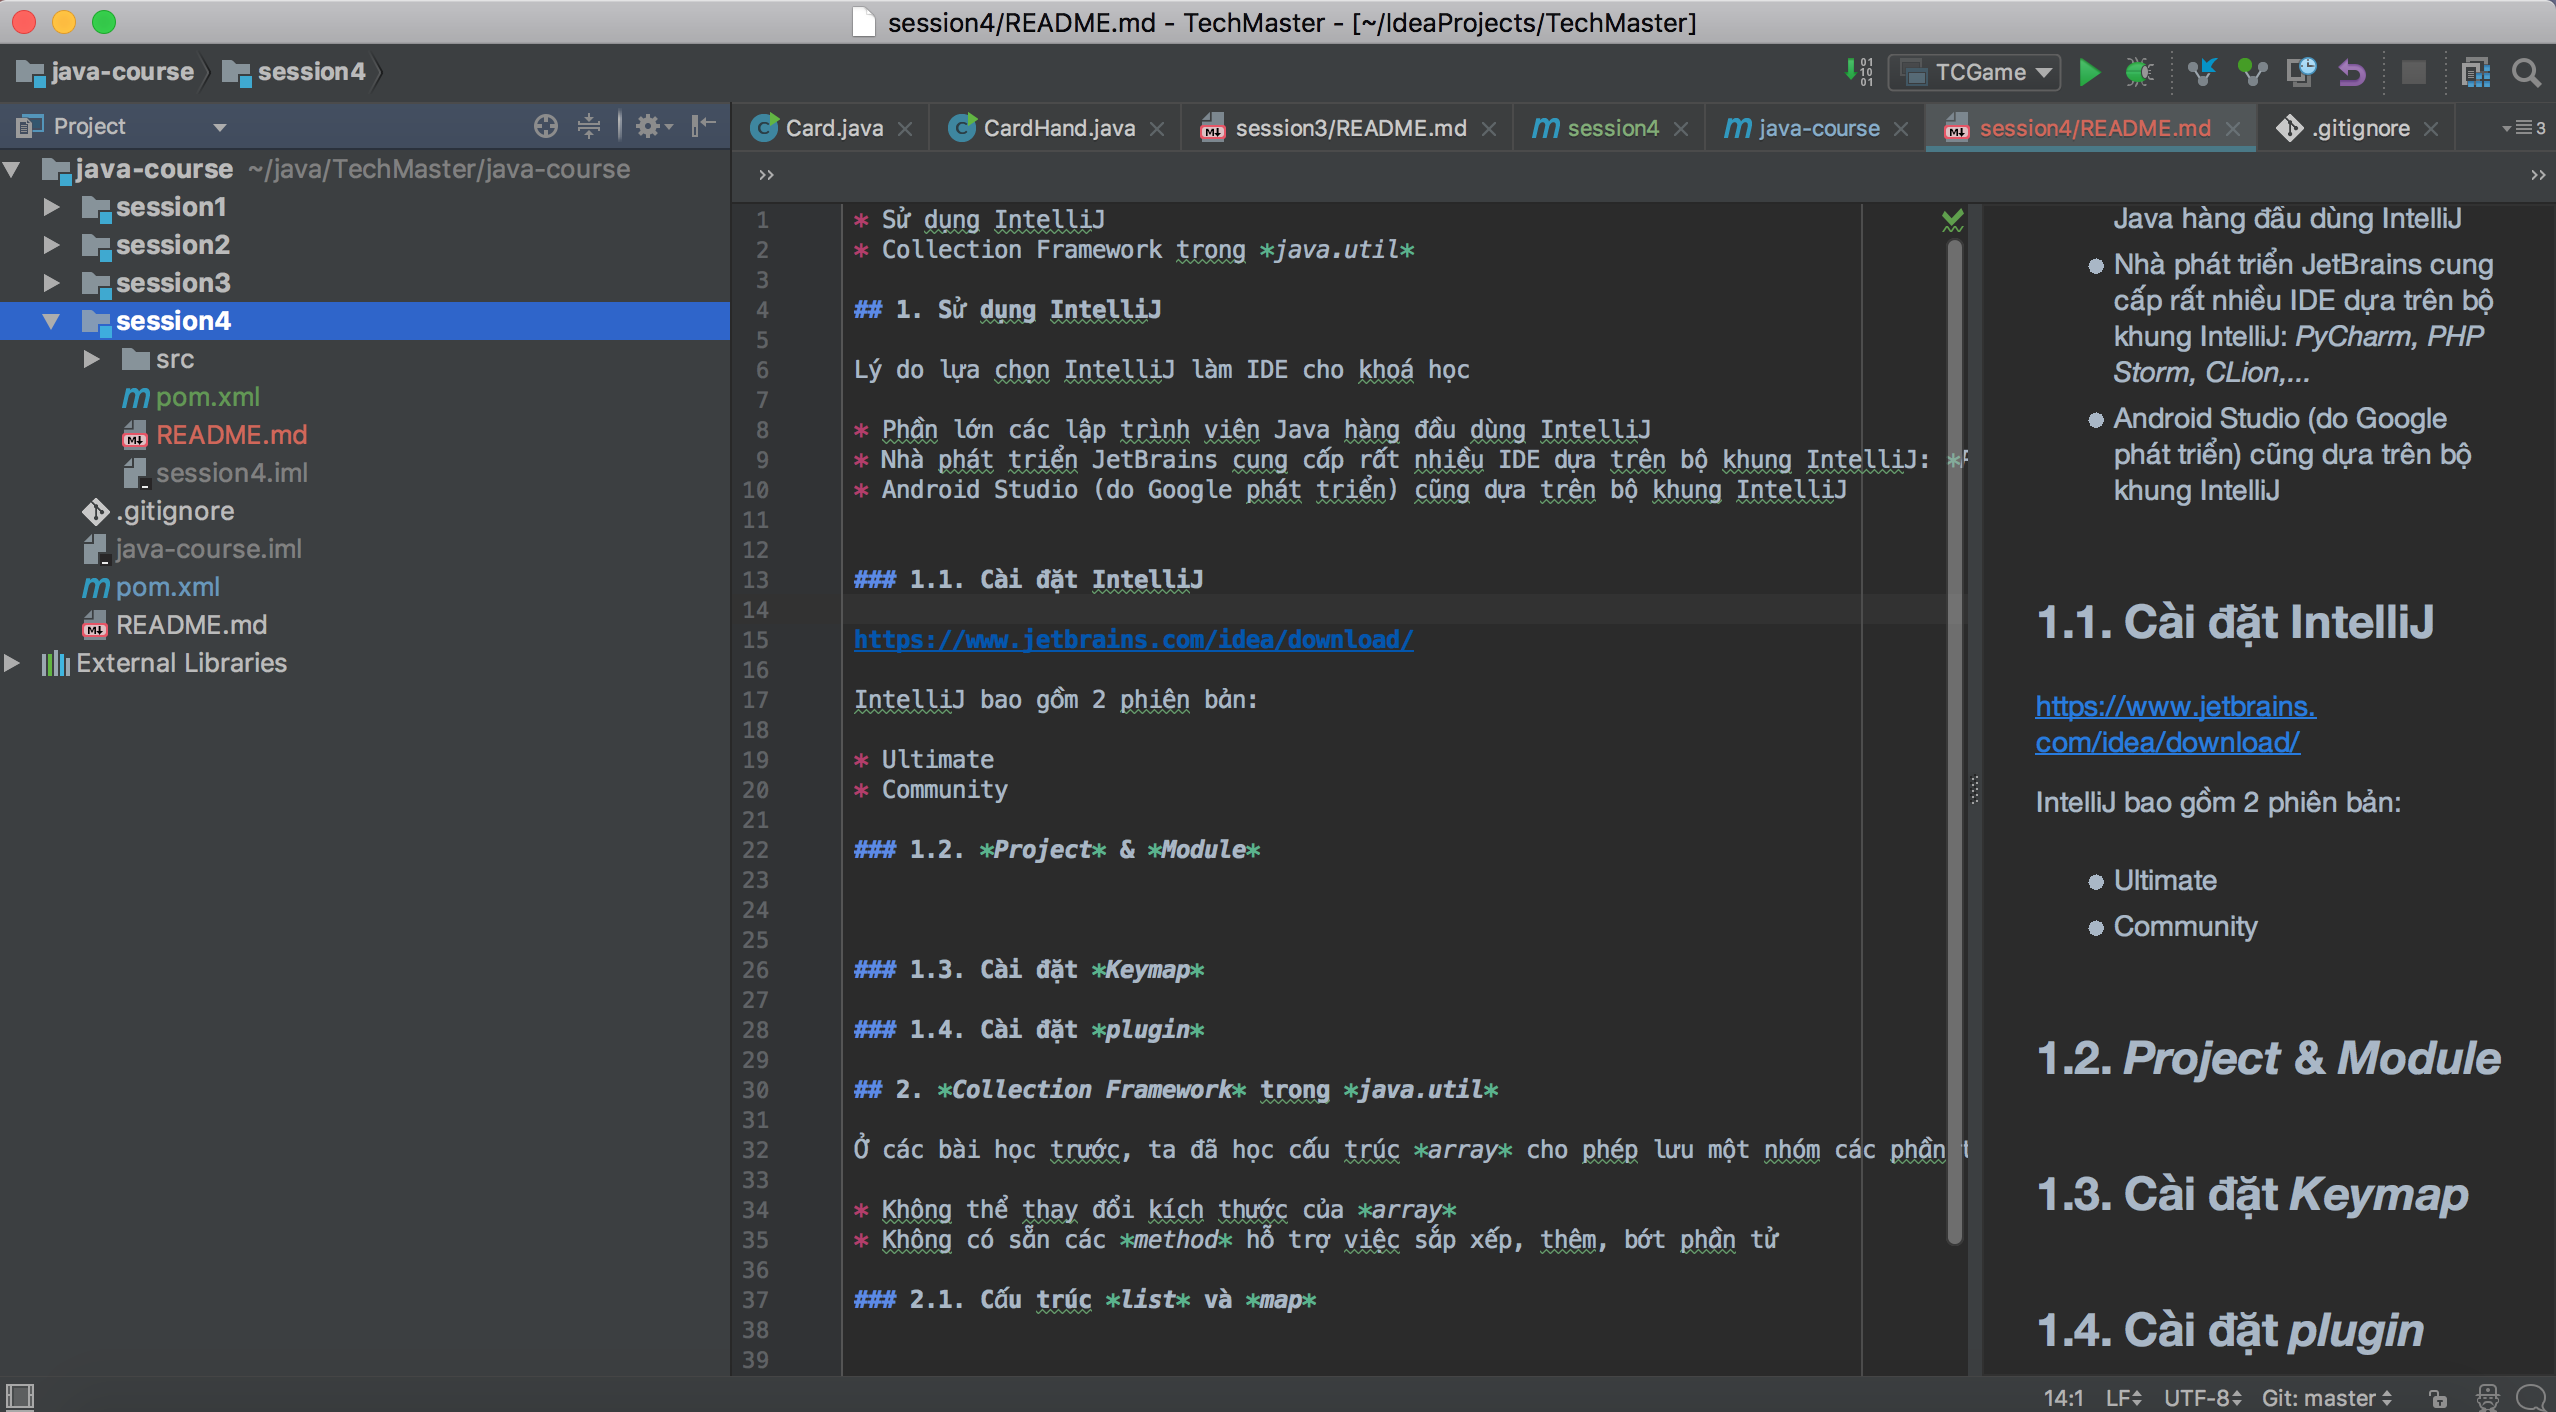 session4/README.md - TechMaster - [~/IdeaProjects/TechMaster]
java-course
session4
TCGame
Project
Card.java
CardHand.java
session3/README.md
session4
java-course
session4/README.md
.gitignore
3
java-course ~/java/TechMaster/java-course
session1
session2
session3
session4
src
pom.xml
README.md
session4.iml
.gitignore
java-course.iml
pom.xml
README.md
External Libraries
1 * Sử dụng IntelliJ
2 * Collection Framework trong *java.util*
3
4 ## 1. Sử dụng IntelliJ
5
6 Lý do lựa chọn IntelliJ làm IDE cho khoá học
7
8 * Phần lớn các lập trình viên Java hàng đầu dùng IntelliJ
9 * Nhà phát triển JetBrains cung cấp rất nhiều IDE dựa trên bộ khung IntelliJ: *
10 * Android Studio (do Google phát triển) cũng dựa trên bộ khung IntelliJ
11
12
13 ### 1.1. Cài đặt IntelliJ
14
15 https://www.jetbrains.com/idea/download/
16
17 IntelliJ bao gồm 2 phiên bản:
18
19 * Ultimate
20 * Community
21
22 ### 1.2. *Project* & *Module*
23
24
25
26 ### 1.3. Cài đặt *Keymap*
27
28 ### 1.4. Cài đặt *plugin*
29
30 ## 2. *Collection Framework* trong *java.util*
31
32 Ở các bài học trước, ta đã học cấu trúc *array* cho phép lưu một nhóm các phần
33
34 * Không thể thay đổi kích thước của *array*
35 * Không có sẵn các *method* hỗ trợ việc sắp xếp, thêm, bớt phần tử
36
37 ### 2.1. Cấu trúc *list* và *map*
38
39
Java hàng đầu dùng IntelliJ
Nhà phát triển JetBrains cung
cấp rất nhiều IDE dựa trên bộ
khung IntelliJ: PyCharm, PHP
Storm, CLion,...
Android Studio (do Google
phát triển) cũng dựa trên bộ
khung IntelliJ
1.1. Cài đặt IntelliJ
https://www.jetbrains.
com/idea/download/
IntelliJ bao gồm 2 phiên bản:
Ultimate
Community
1.2. Project & Module
1.3. Cài đặt Keymap
1.4. Cài đặt plugin
14:1 LF UTF-8 Git: master